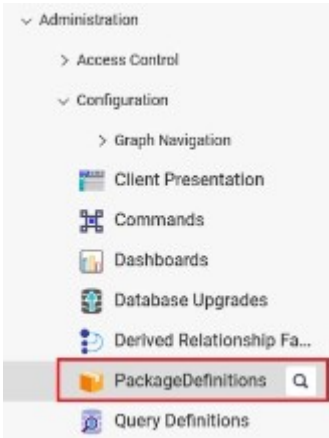 Administration
Access Control
Configuration
Graph Navigation
Client Presentation
Commands
Dashboards
Database Upgrades
Derived Relationship Fa...
PackageDefinitions
Query Definitions